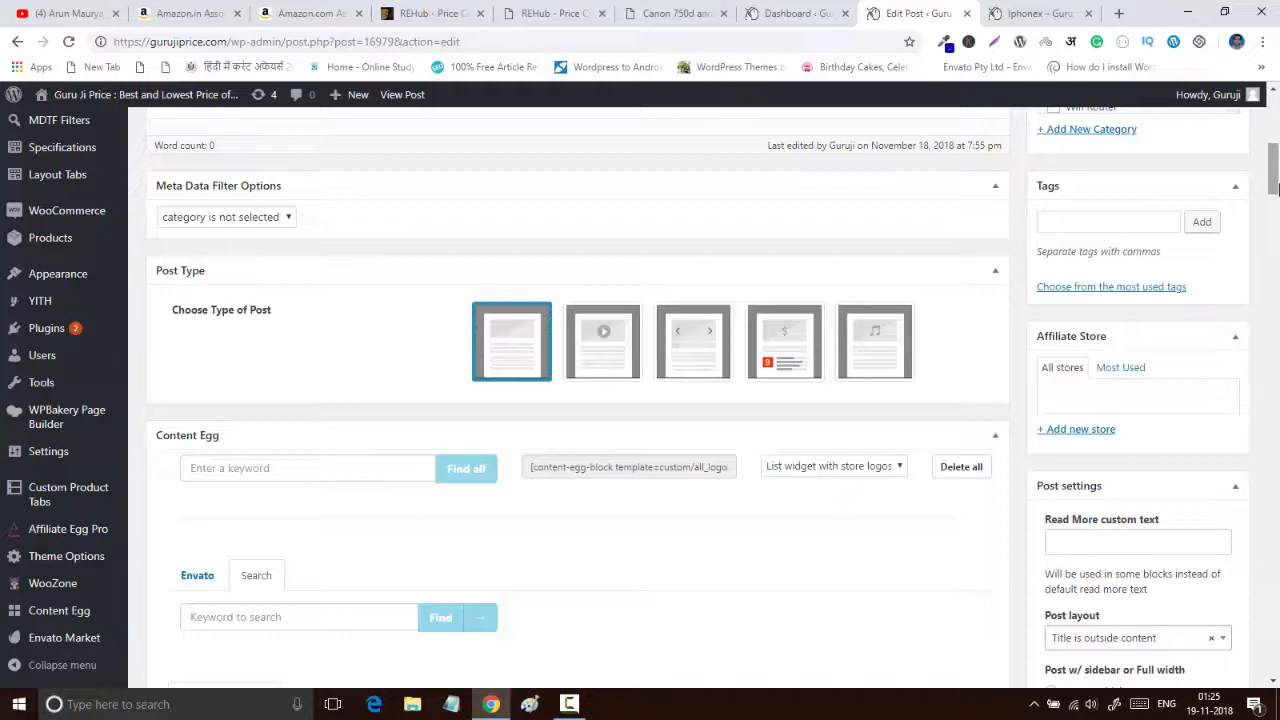 (4) Arun Maurya
Amazonin Ass
Amazon.com As
REHub - Price C
REHub - Price C
Canon 750d and
Dashboard ‹ Gu
Edit Post ‹ Guru
Iphonex – Guru
https://gurujiprice.com/wp-admin/post.php?post=16979&action=edit
Apps
New Tab
हिंदी में करंट अफेयर्स
Home - Online Study
100% Free Article Re
Wordpress to Andro
WordPress Themes
Birthday Cakes, Cele
Envato Pty Ltd - Env
How do I install Wor
»
Guru Ji Price : Best and Lowest Price of...
4
0
New
View Post
Howdy, Guruji
MDTF Filters
Specifications
Layout Tabs
WooCommerce
Products
Appearance
YITH
Plugins 2
Users
Tools
WPBakery Page
Builder
Settings
Custom Product
Tabs
Affiliate Egg Pro
Theme Options
WooZone
Content Egg
Envato Market
Collapse menu
Word count: 0
Last edited by Guruji on November 18, 2018 at 7:55 pm
Meta Data Filter Options
category is not selected
Post Type
Choose Type of Post
$
9
Content Egg
Enter a keyword
Find all
[content-egg-block template=custom/all_logo
List widget with store logos
Delete all
Envato
Search
Keyword to search
Find
→
Wifi Router
+ Add New Category
Tags
Add
Separate tags with commas
Choose from the most used tags
Affiliate Store
All stores
Most Used
+ Add new store
Post settings
Read More custom text
Will be used in some blocks instead of
default read more text
Post layout
Title is outside content
Post w/ sidebar or Full width
Type here to search
ENG
01:25
19-11-2018